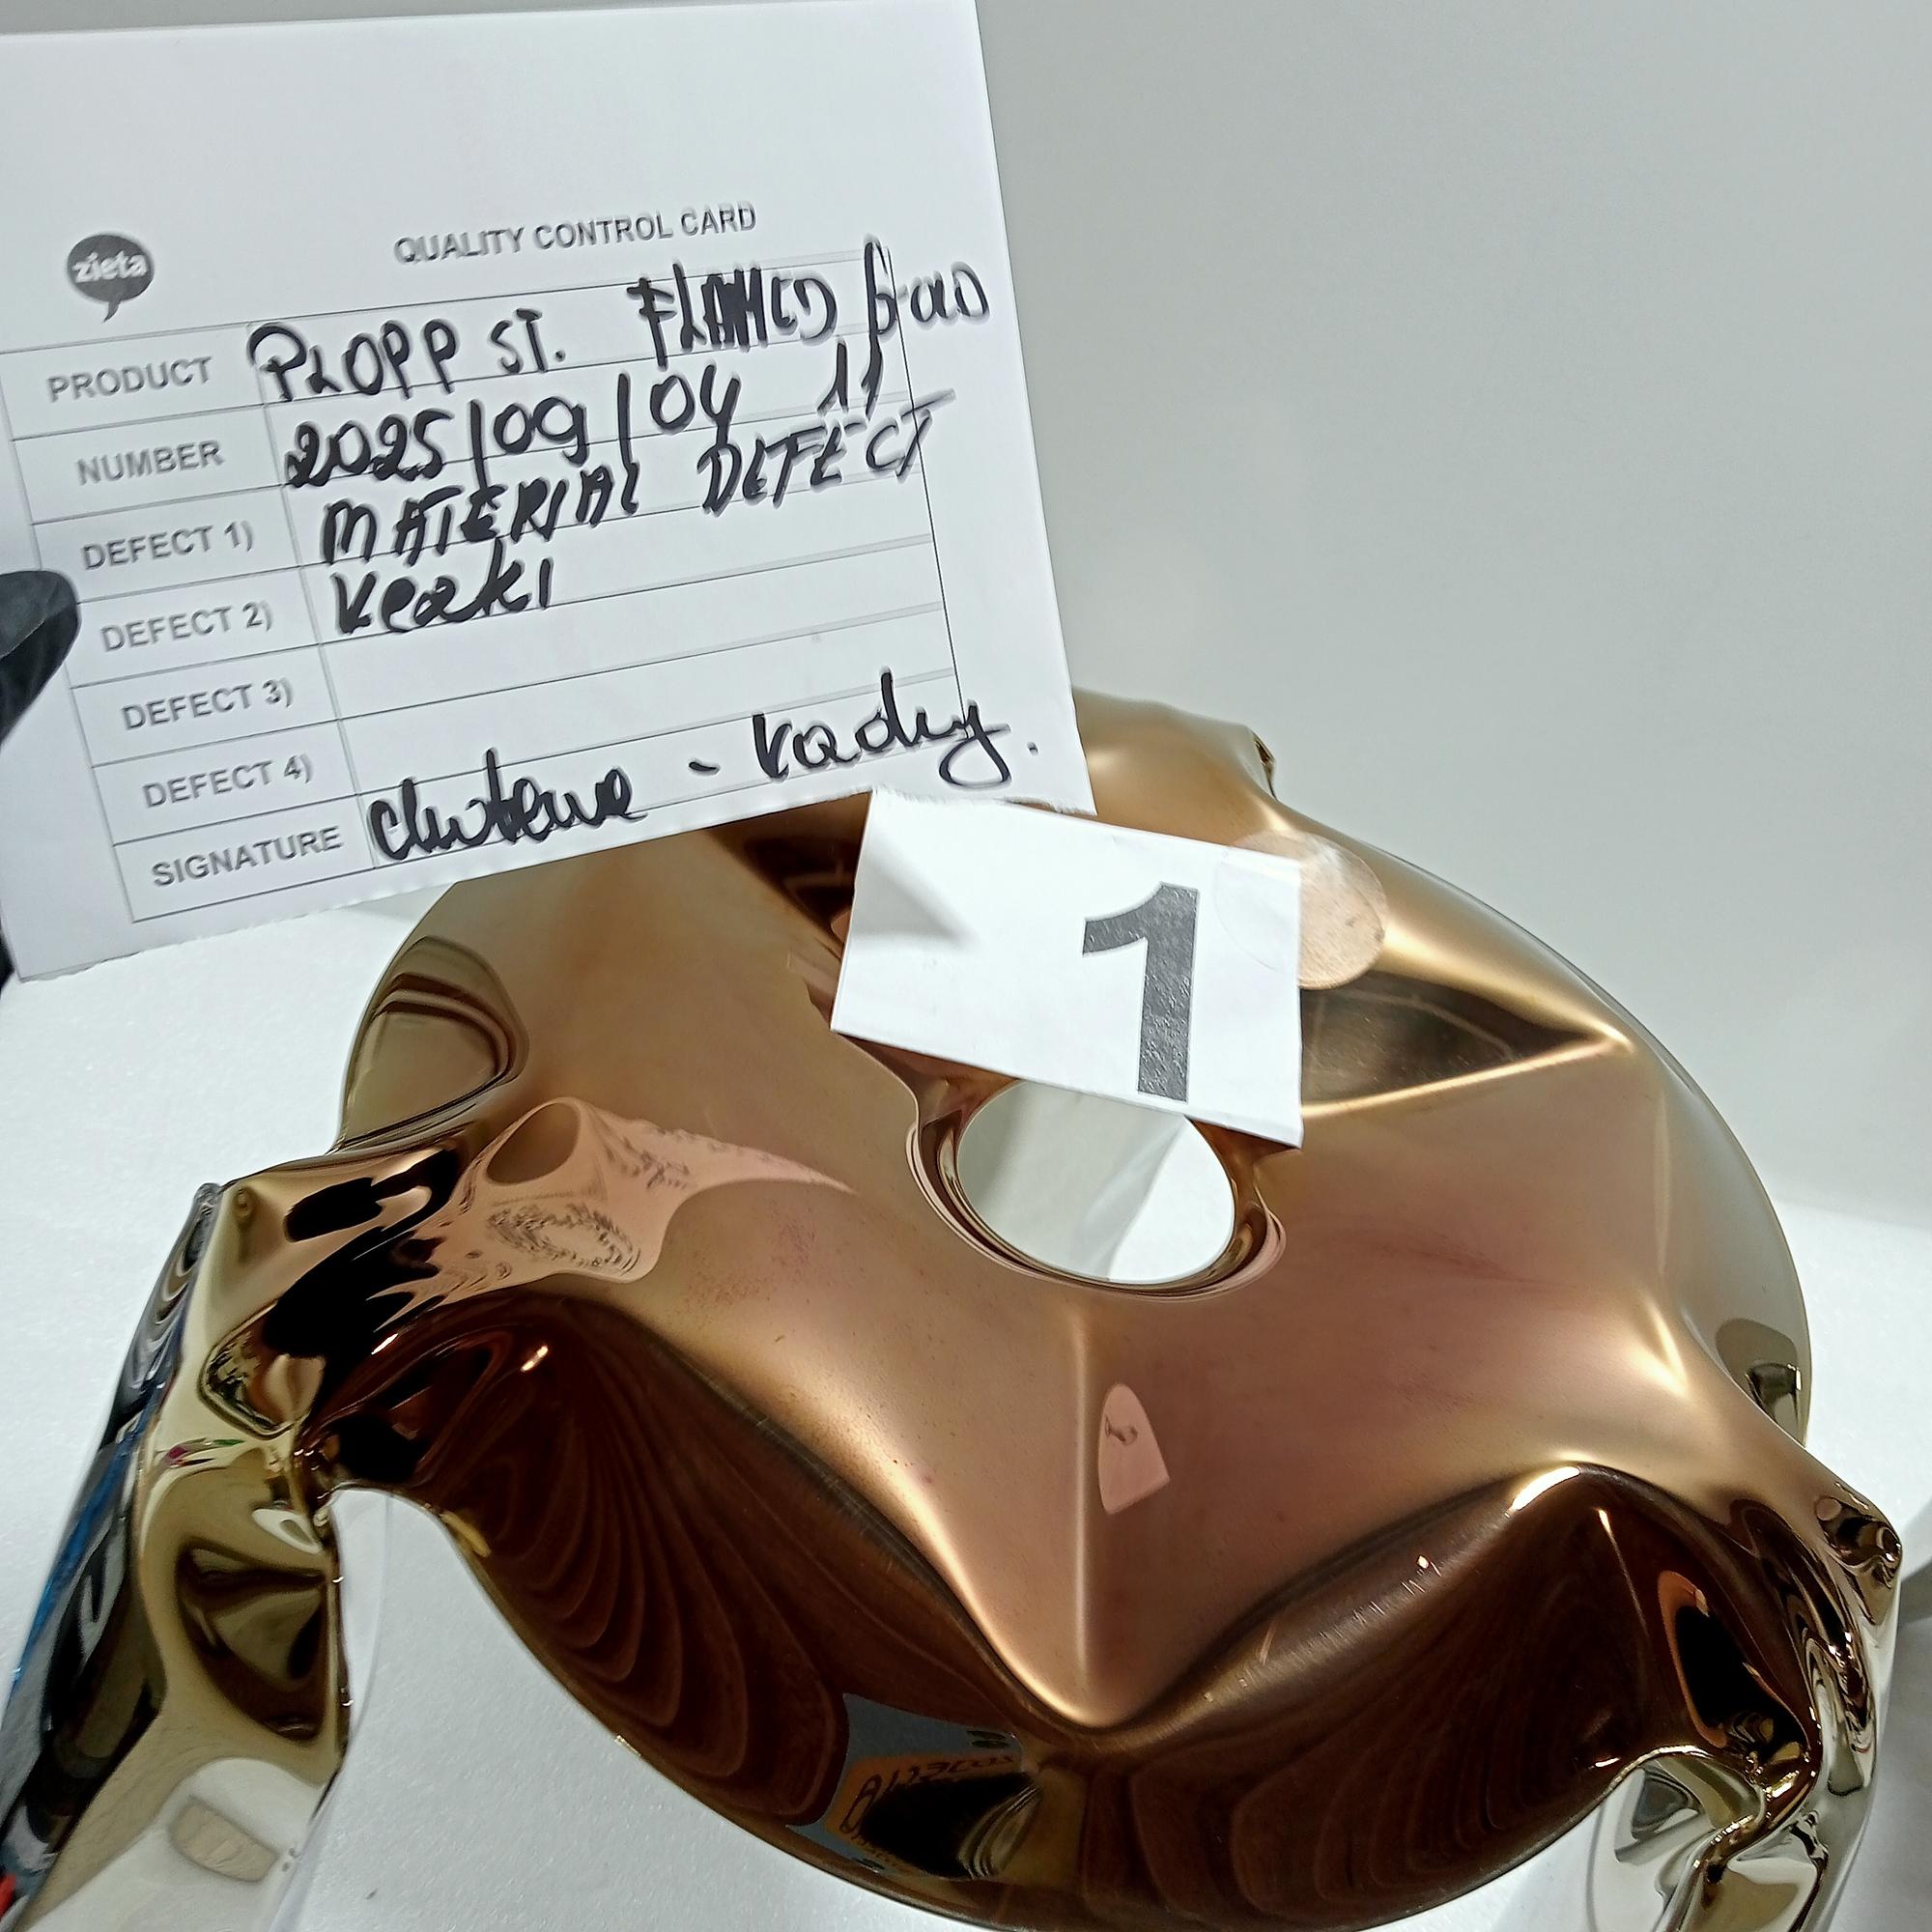 zieta
QUALITY CONTROL CARD
PRODUCT PLOPP ST. FLAMED GOLD
NUMBER 2025/09/04 11
DEFECT 1) MATERIAL DEFECT
DEFECT 2)
DEFECT 3)
DEFECT 4)
SIGNATURE
1